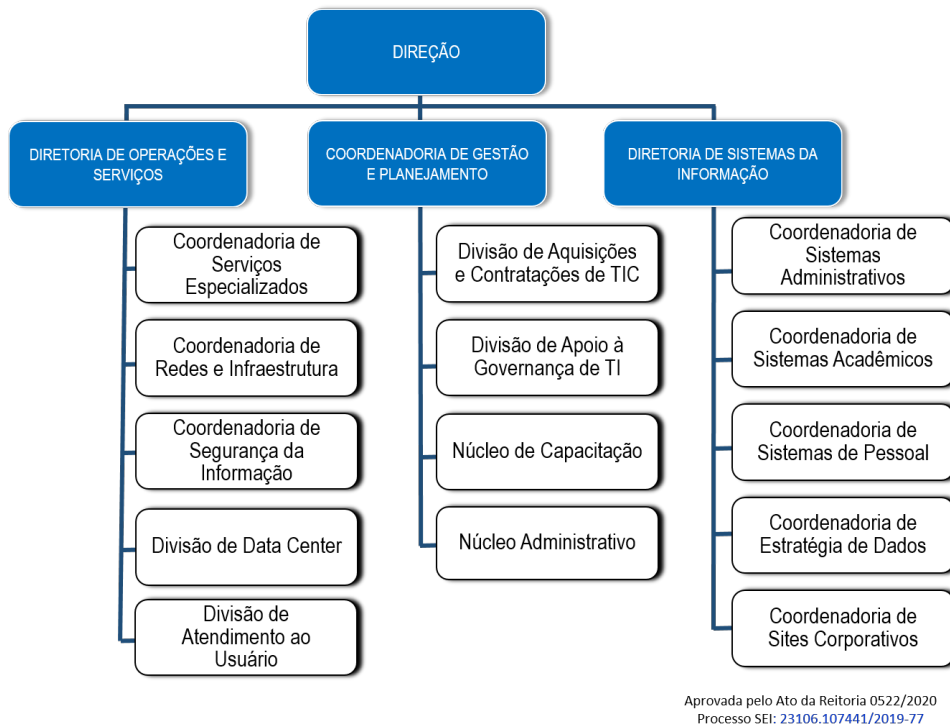 DIREÇÃO
DIRETORIA DE OPERAÇÕES E
SERVIÇOS
COORDENADORIA DE GESTÃO
E PLANEJAMENTO
DIRETORIA DE SISTEMAS DA
INFORMAÇÃO
Coordenadoria de
Serviços
Especializados
Coordenadoria de
Redes e Infraestrutura
Coordenadoria de
Segurança da
Informação
Divisão de Data Center
Divisão de
Atendimento ao
Usuário
Divisão de Aquisições
e Contratações de TIC
Divisão de Apoio à
Governança de TI
Núcleo de Capacitação
Núcleo Administrativo
Coordenadoria de
Sistemas
Administrativos
Coordenadoria de
Sistemas Acadêmicos
Coordenadoria de
Sistemas de Pessoal
Coordenadoria de
Estratégia de Dados
Coordenadoria de
Sites Corporativos
Aprovada pelo Ato da Reitoria 0522/2020
Processo SEI: 23106.107441/2019-77